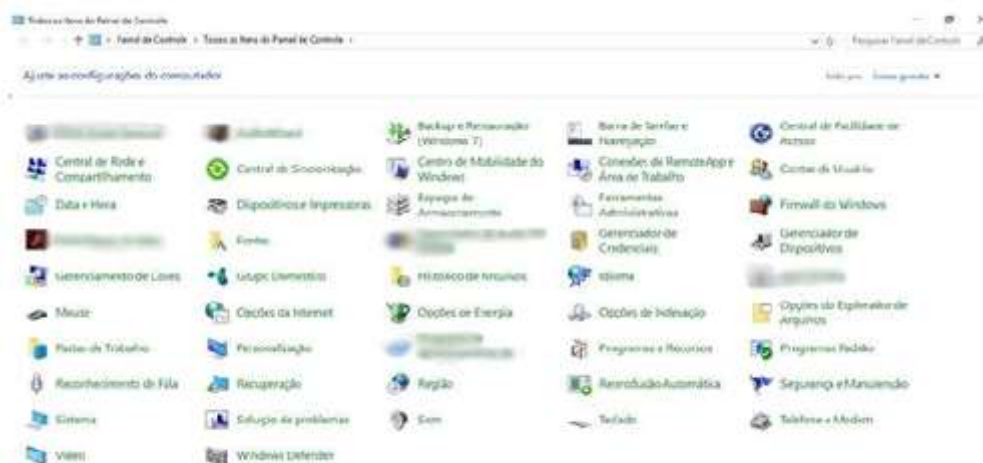 Todos os Itens do Painel de Controle
Painel de Controle › Todos os Itens do Painel de Controle ›
Pesquisar Painel de Controle
Ajuste as configurações do computador
Exibir por: Ícones grandes
Backup e Restauração (Windows 7)
Barra de Tarefas e Navegação
Central de Facilidade de Acesso
Central de Rede e Compartilhamento
Central de Sincronização
Centro de Mobilidade do Windows
Conexões de RemoteApp e Área de Trabalho
Contas de Usuário
Data e Hora
Dispositivos e Impressoras
Espaços de Armazenamento
Ferramentas Administrativas
Firewall do Windows
Fontes
Gerenciador de Credenciais
Gerenciador de Dispositivos
Gerenciamento de Cores
Grupo Doméstico
Histórico de Arquivos
Idioma
Mouse
Opções da Internet
Opções de Energia
Opções de Indexação
Opções do Explorador de Arquivos
Pastas de Trabalho
Personalização
Programas e Recursos
Programas Padrão
Reconhecimento de Fala
Recuperação
Região
Reprodução Automática
Segurança e Manutenção
Sistema
Solução de problemas
Som
Teclado
Telefone e Modem
Vídeo
Windows Defender